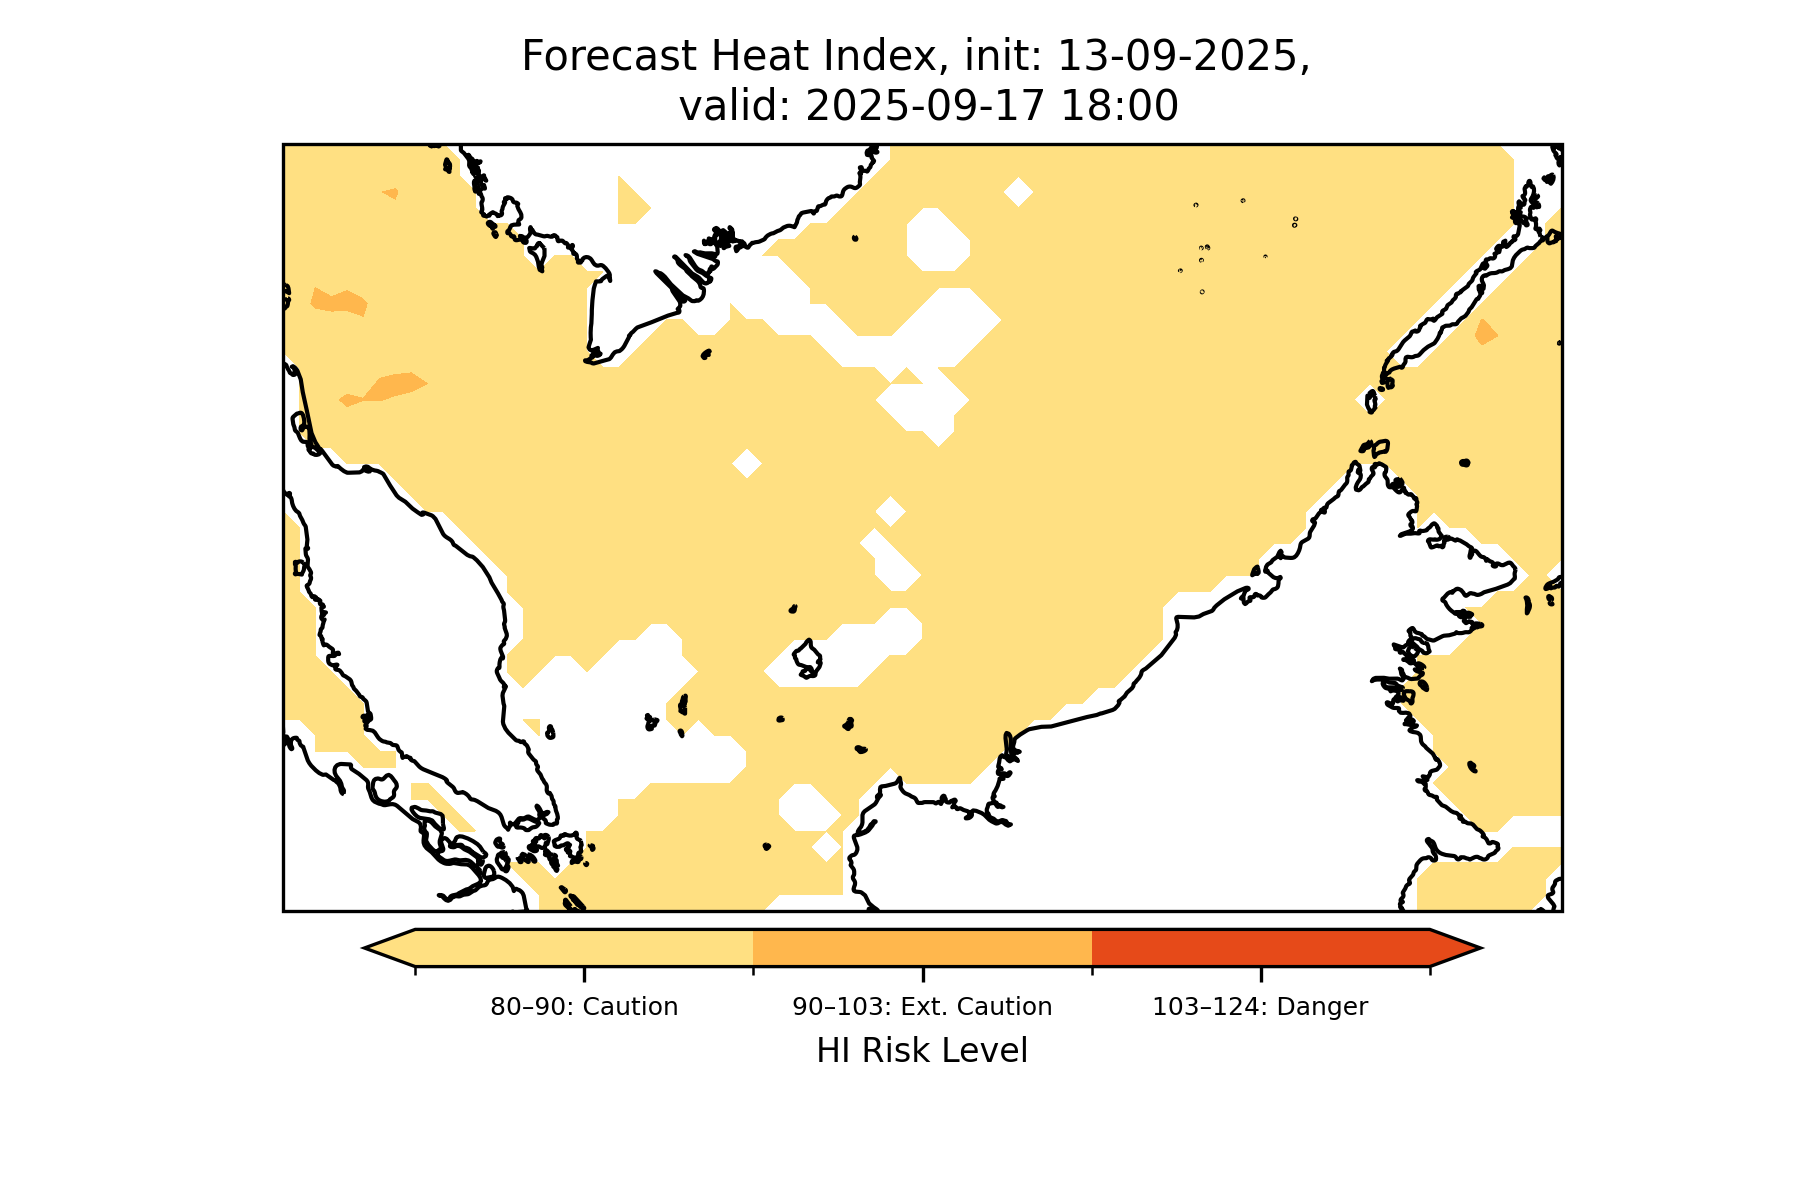 Forecast Heat Index, init: 13-09-2025,
valid: 2025-09-17 18:00
80–90: Caution
90–103: Ext. Caution
103–124: Danger
HI Risk Level